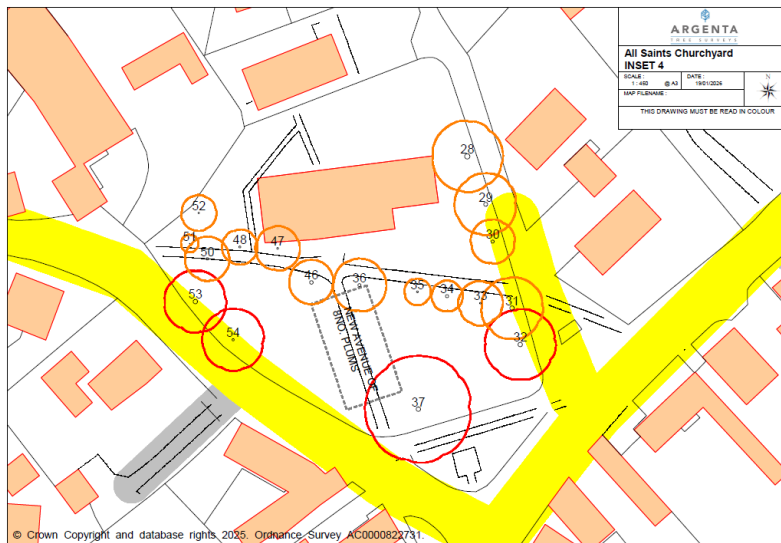 ARGENTA
TREE SURVEYS
All Saints Churchyard
INSET 4
SCALE :
1 : 450 @ A3
DATE :
19/01/2026
MAP FILENAME :
N
THIS DRAWING MUST BE READ IN COLOUR
28
29
52
30
51
48
47
50
46
36
35
34
33
31
53
54
32
NEW AVENUE OF
8NO. PLUMS
37
© Crown Copyright and database rights 2025. Ordnance Survey AC0000822731.